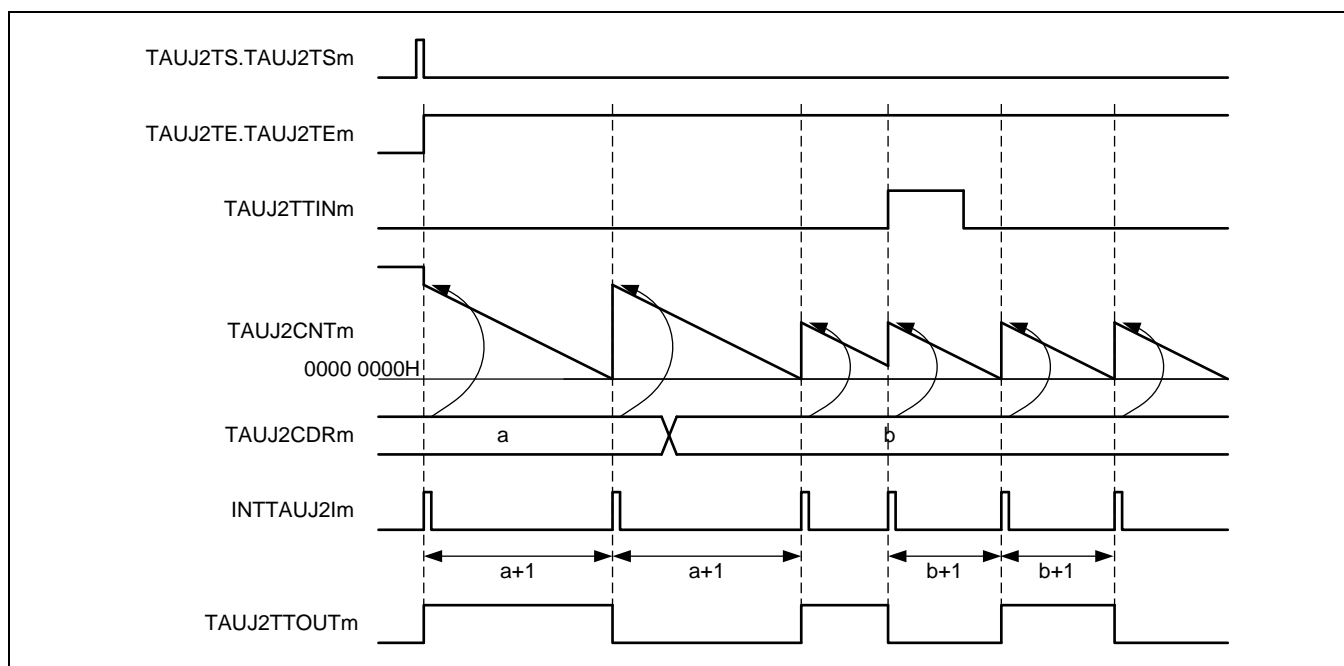 TAUJ2TS.TAUJ2TSm
TAUJ2TE.TAUJ2TEm
TAUJ2TTINm
TAUJ2CNTm
0000 0000H
TAUJ2CDRm
a
b
INTTAUJ2Im
a+1
a+1
b+1
b+1
TAUJ2TTOUTm